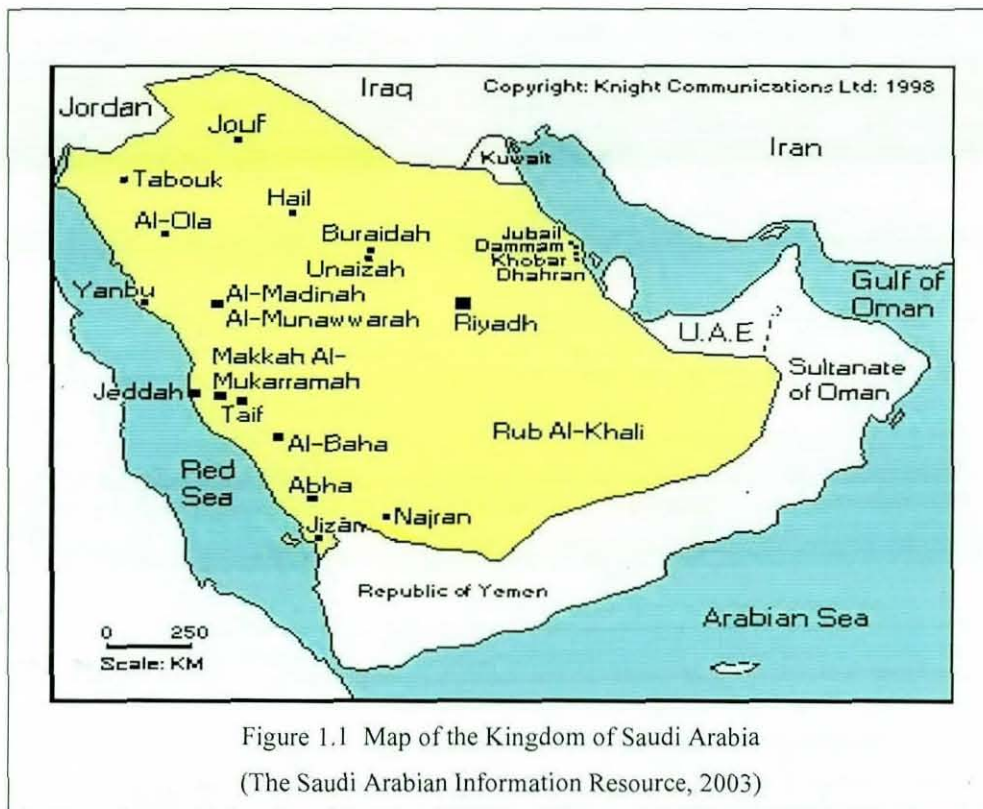 Jordan
Iraq
Copyright: Knight Communications Ltd: 1998
Jouf
Kuwait
Iran
Tabouk
Hail
Al-Ola
Buraidah
Unaizah
Jubail
Dammam
Khobar
Dhahran
Yanbu
Al-Madinah
Al-Munawwarah
Riyadh
Gulf of
Oman
U.A.E
Makkah Al-
Mukarramah
Jeddah
Taif
Sultanate
of Oman
Al-Baha
Rub Al-Khali
Red
Sea
Abha
Najran
Jizan
Republic of Yemen
Arabian Sea
0 250
Scale: KM
Figure 1.1 Map of the Kingdom of Saudi Arabia
(The Saudi Arabian Information Resource, 2003)